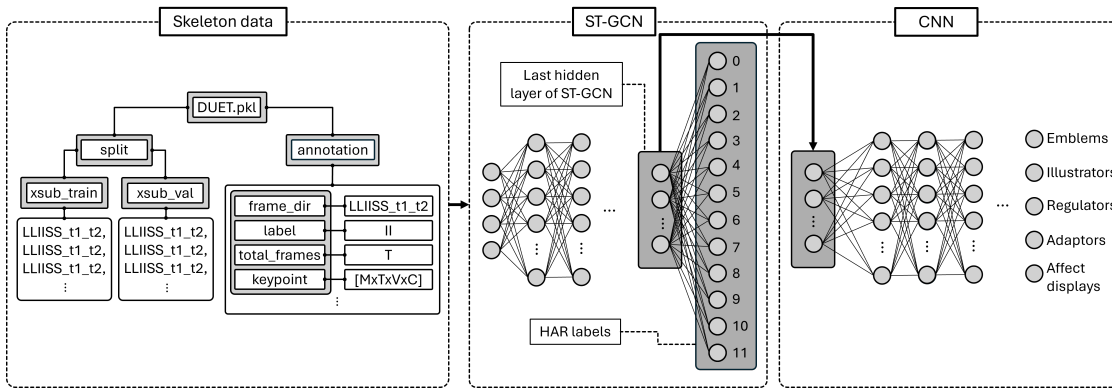 Skeleton data
DUET.pkl
split
annotation
xsub_train
xsub_val
LLIISS_t1_t2,
LLIISS_t1_t2,
LLIISS_t1_t2,
⋮
LLIISS_t1_t2,
LLIISS_t1_t2,
LLIISS_t1_t2,
⋮
frame_dir LLIISS_t1_t2
label II
total_frames T
keypoint [MxTxVxC]
⋮
ST-GCN
Last hidden
layer of ST-GCN
...
HAR labels
0
1
2
3
4
5
6
7
8
9
10
11
CNN
...
Emblems
Illustrators
Regulators
Adaptors
Affect
displays